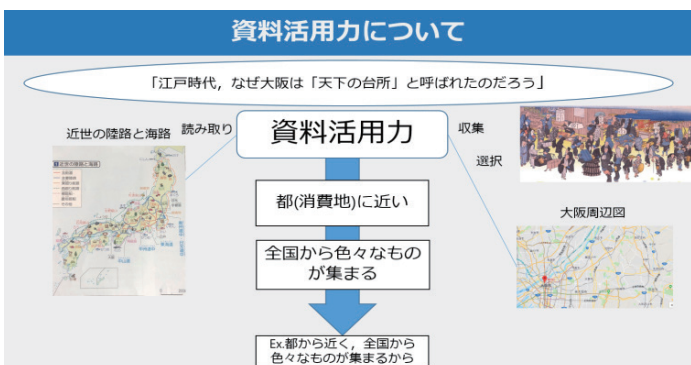 資料活用力について
「江戸時代，なぜ大阪は「天下の台所」と呼ばれたのだろう」
近世の陸路と海路
読み取り
資料活用力
収集
選択
都(消費地)に近い
大阪周辺図
全国から色々なもの
が集まる
Ex.都から近く，全国から
色々なものが集まるから